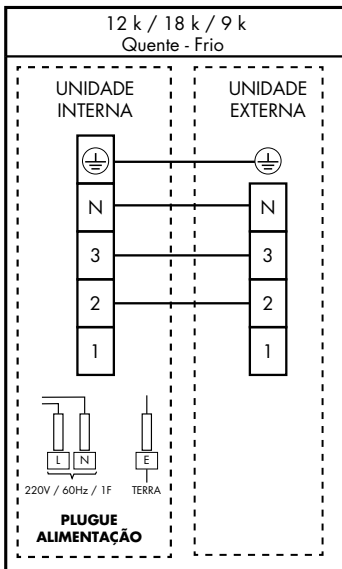 12 k / 18 k / 9 k
Quente - Frio
UNIDADE INTERNA
UNIDADE EXTERNA
N N
3 3
2 2
1 1
L N E
220V / 60Hz / 1F TERRA
PLUGUE
ALIMENTAÇÃO